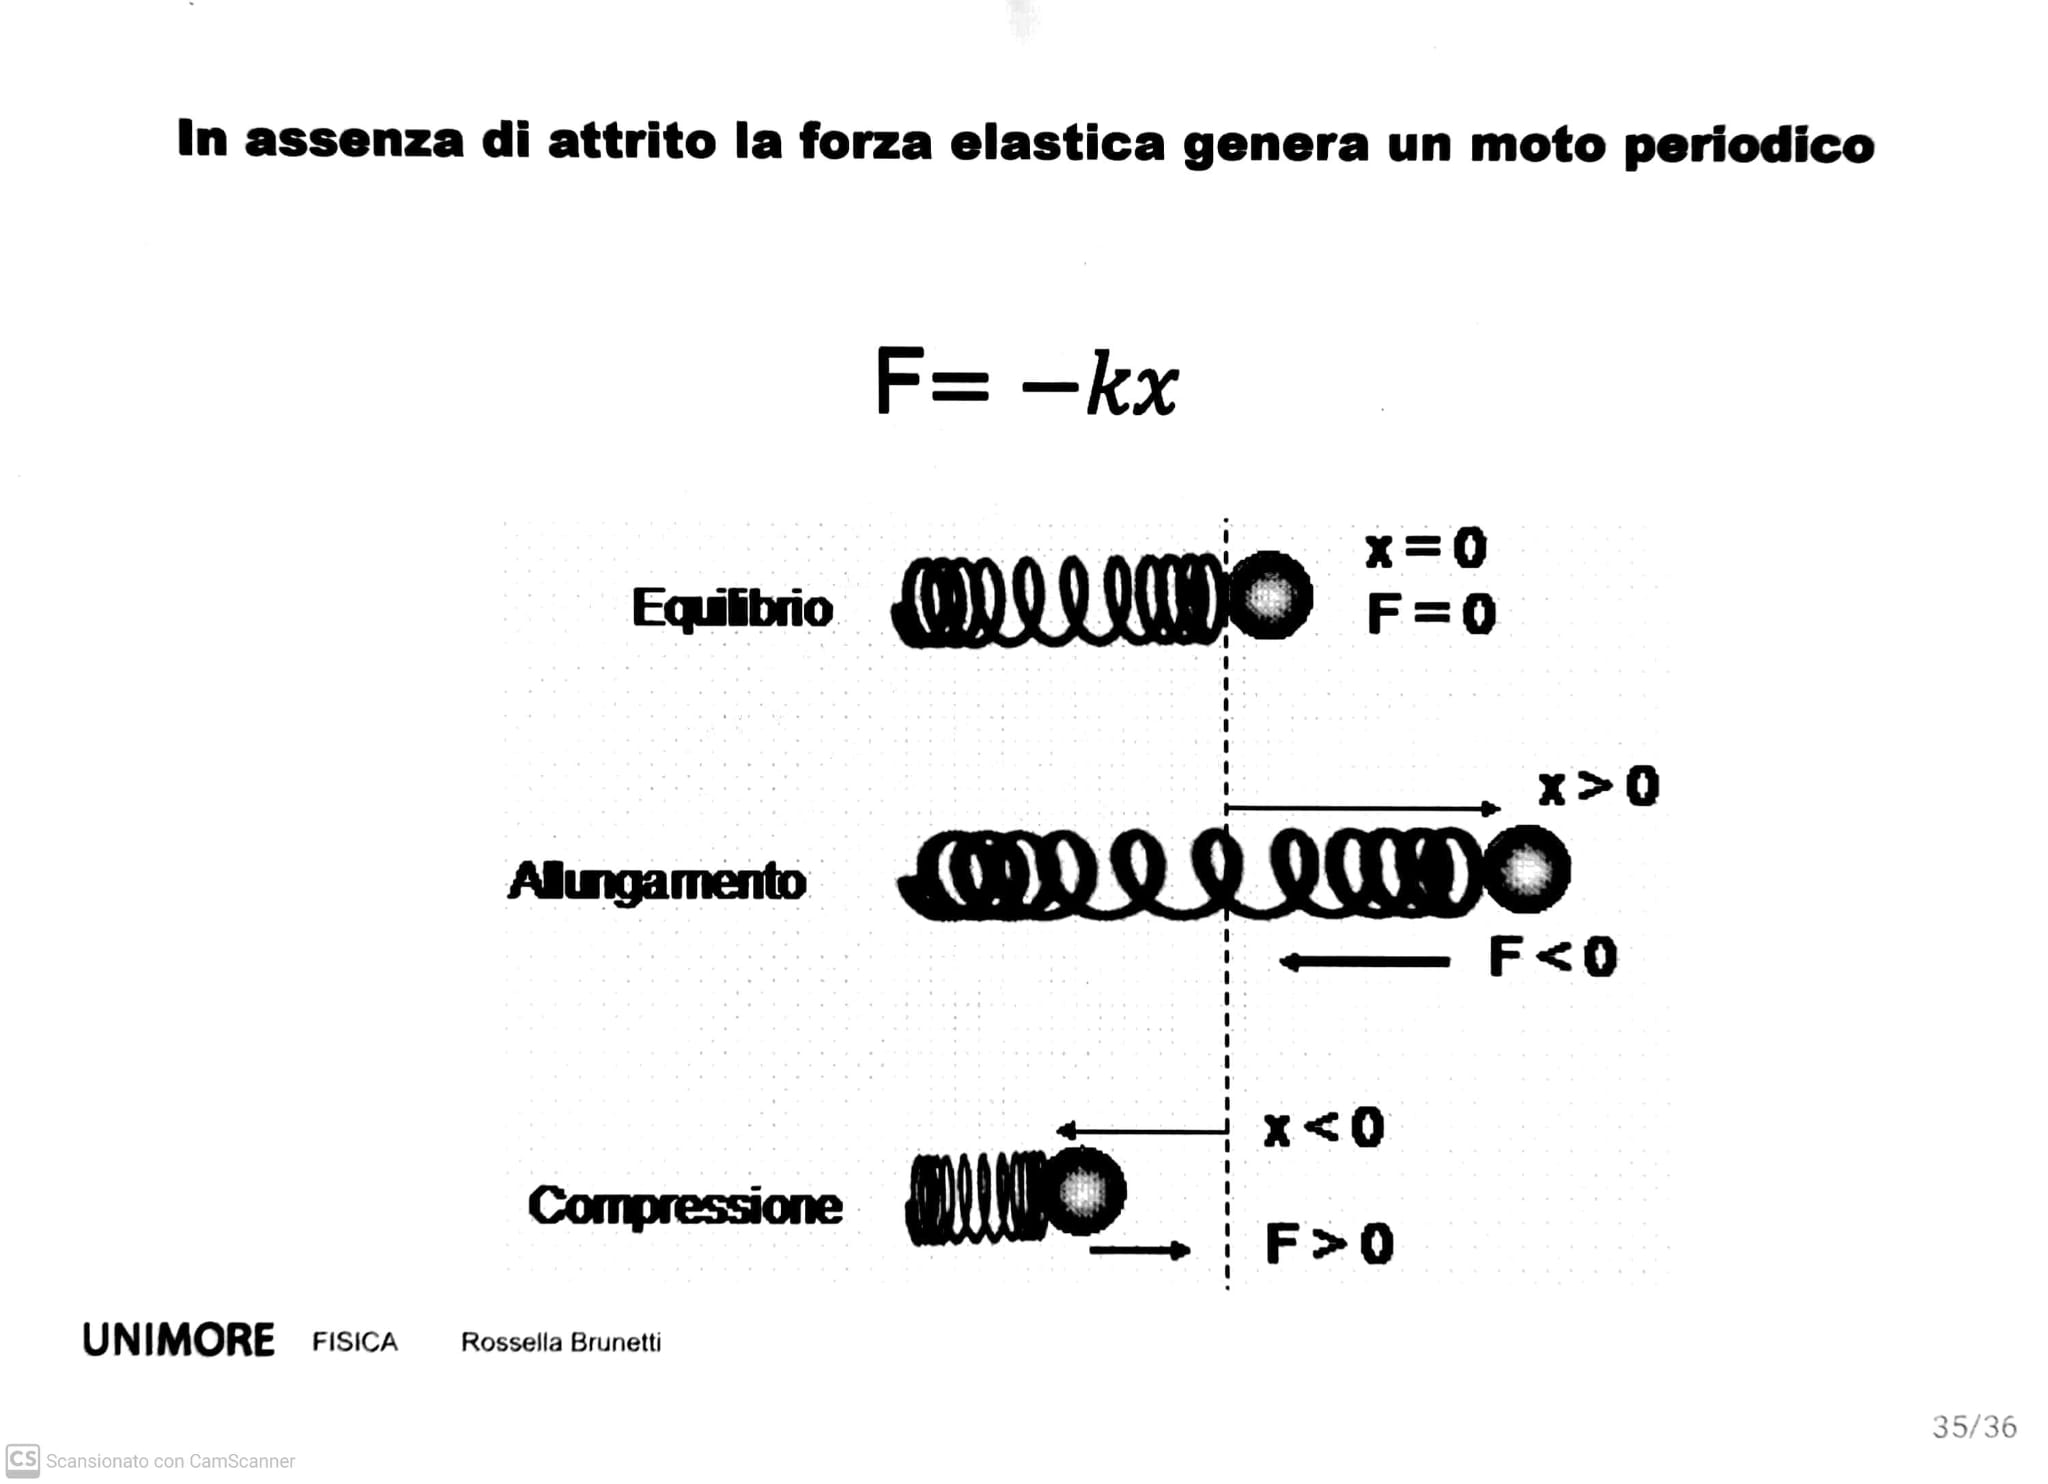 In assenza di attrito la forza elastica genera un moto periodico
F= −kx
x=0
Equilibrio
F=0
x>0
Allungamento
F<0
x<0
Compressione
F>0
UNIMORE FISICA Rossella Brunetti
35/36
CS Scansionato con CamScanner